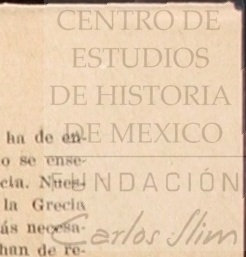 CENTRO DE
ESTUDIOS
DE HISTORIA
DE MEXICO
FUNDACIÓN
Carlos Slim
ha de en-
o se ense-
cia. Nues-
la Grecia
ás necesa-
han de re-